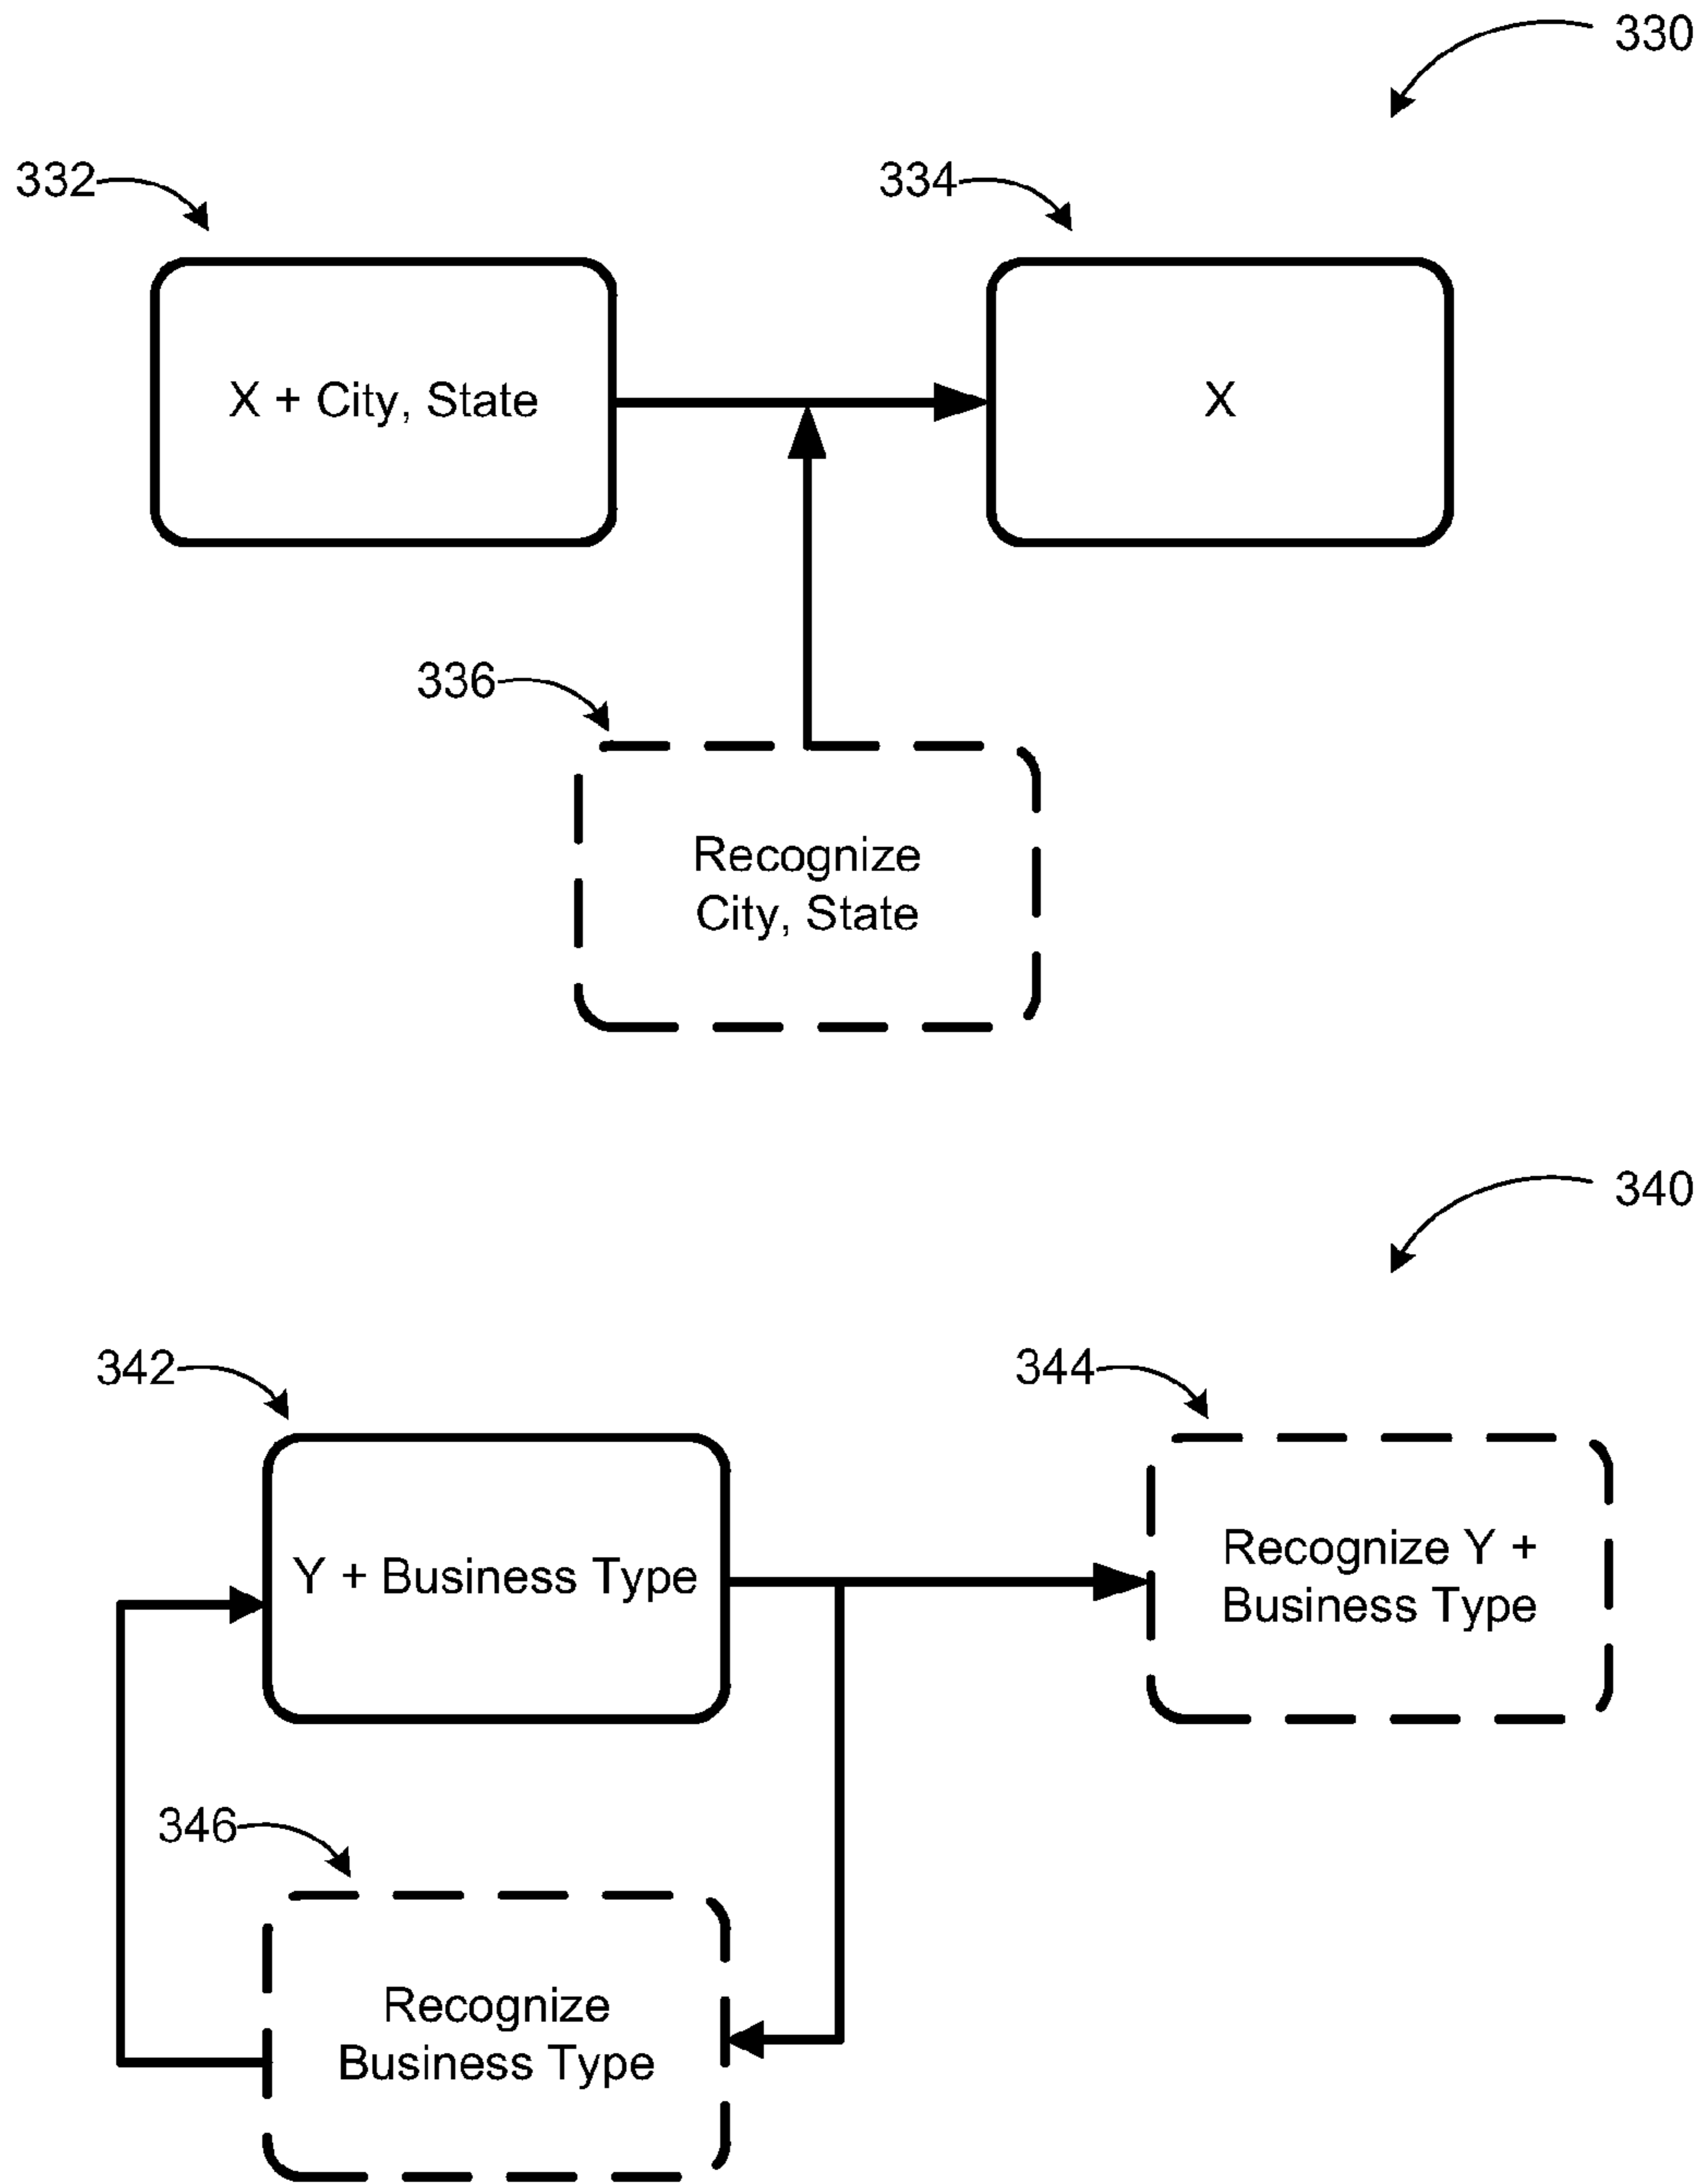 330
332
334
X + City, State
X
336
Recognize
City, State
340
342
344
Y + Business Type
Recognize Y +
Business Type
346
Recognize
Business Type